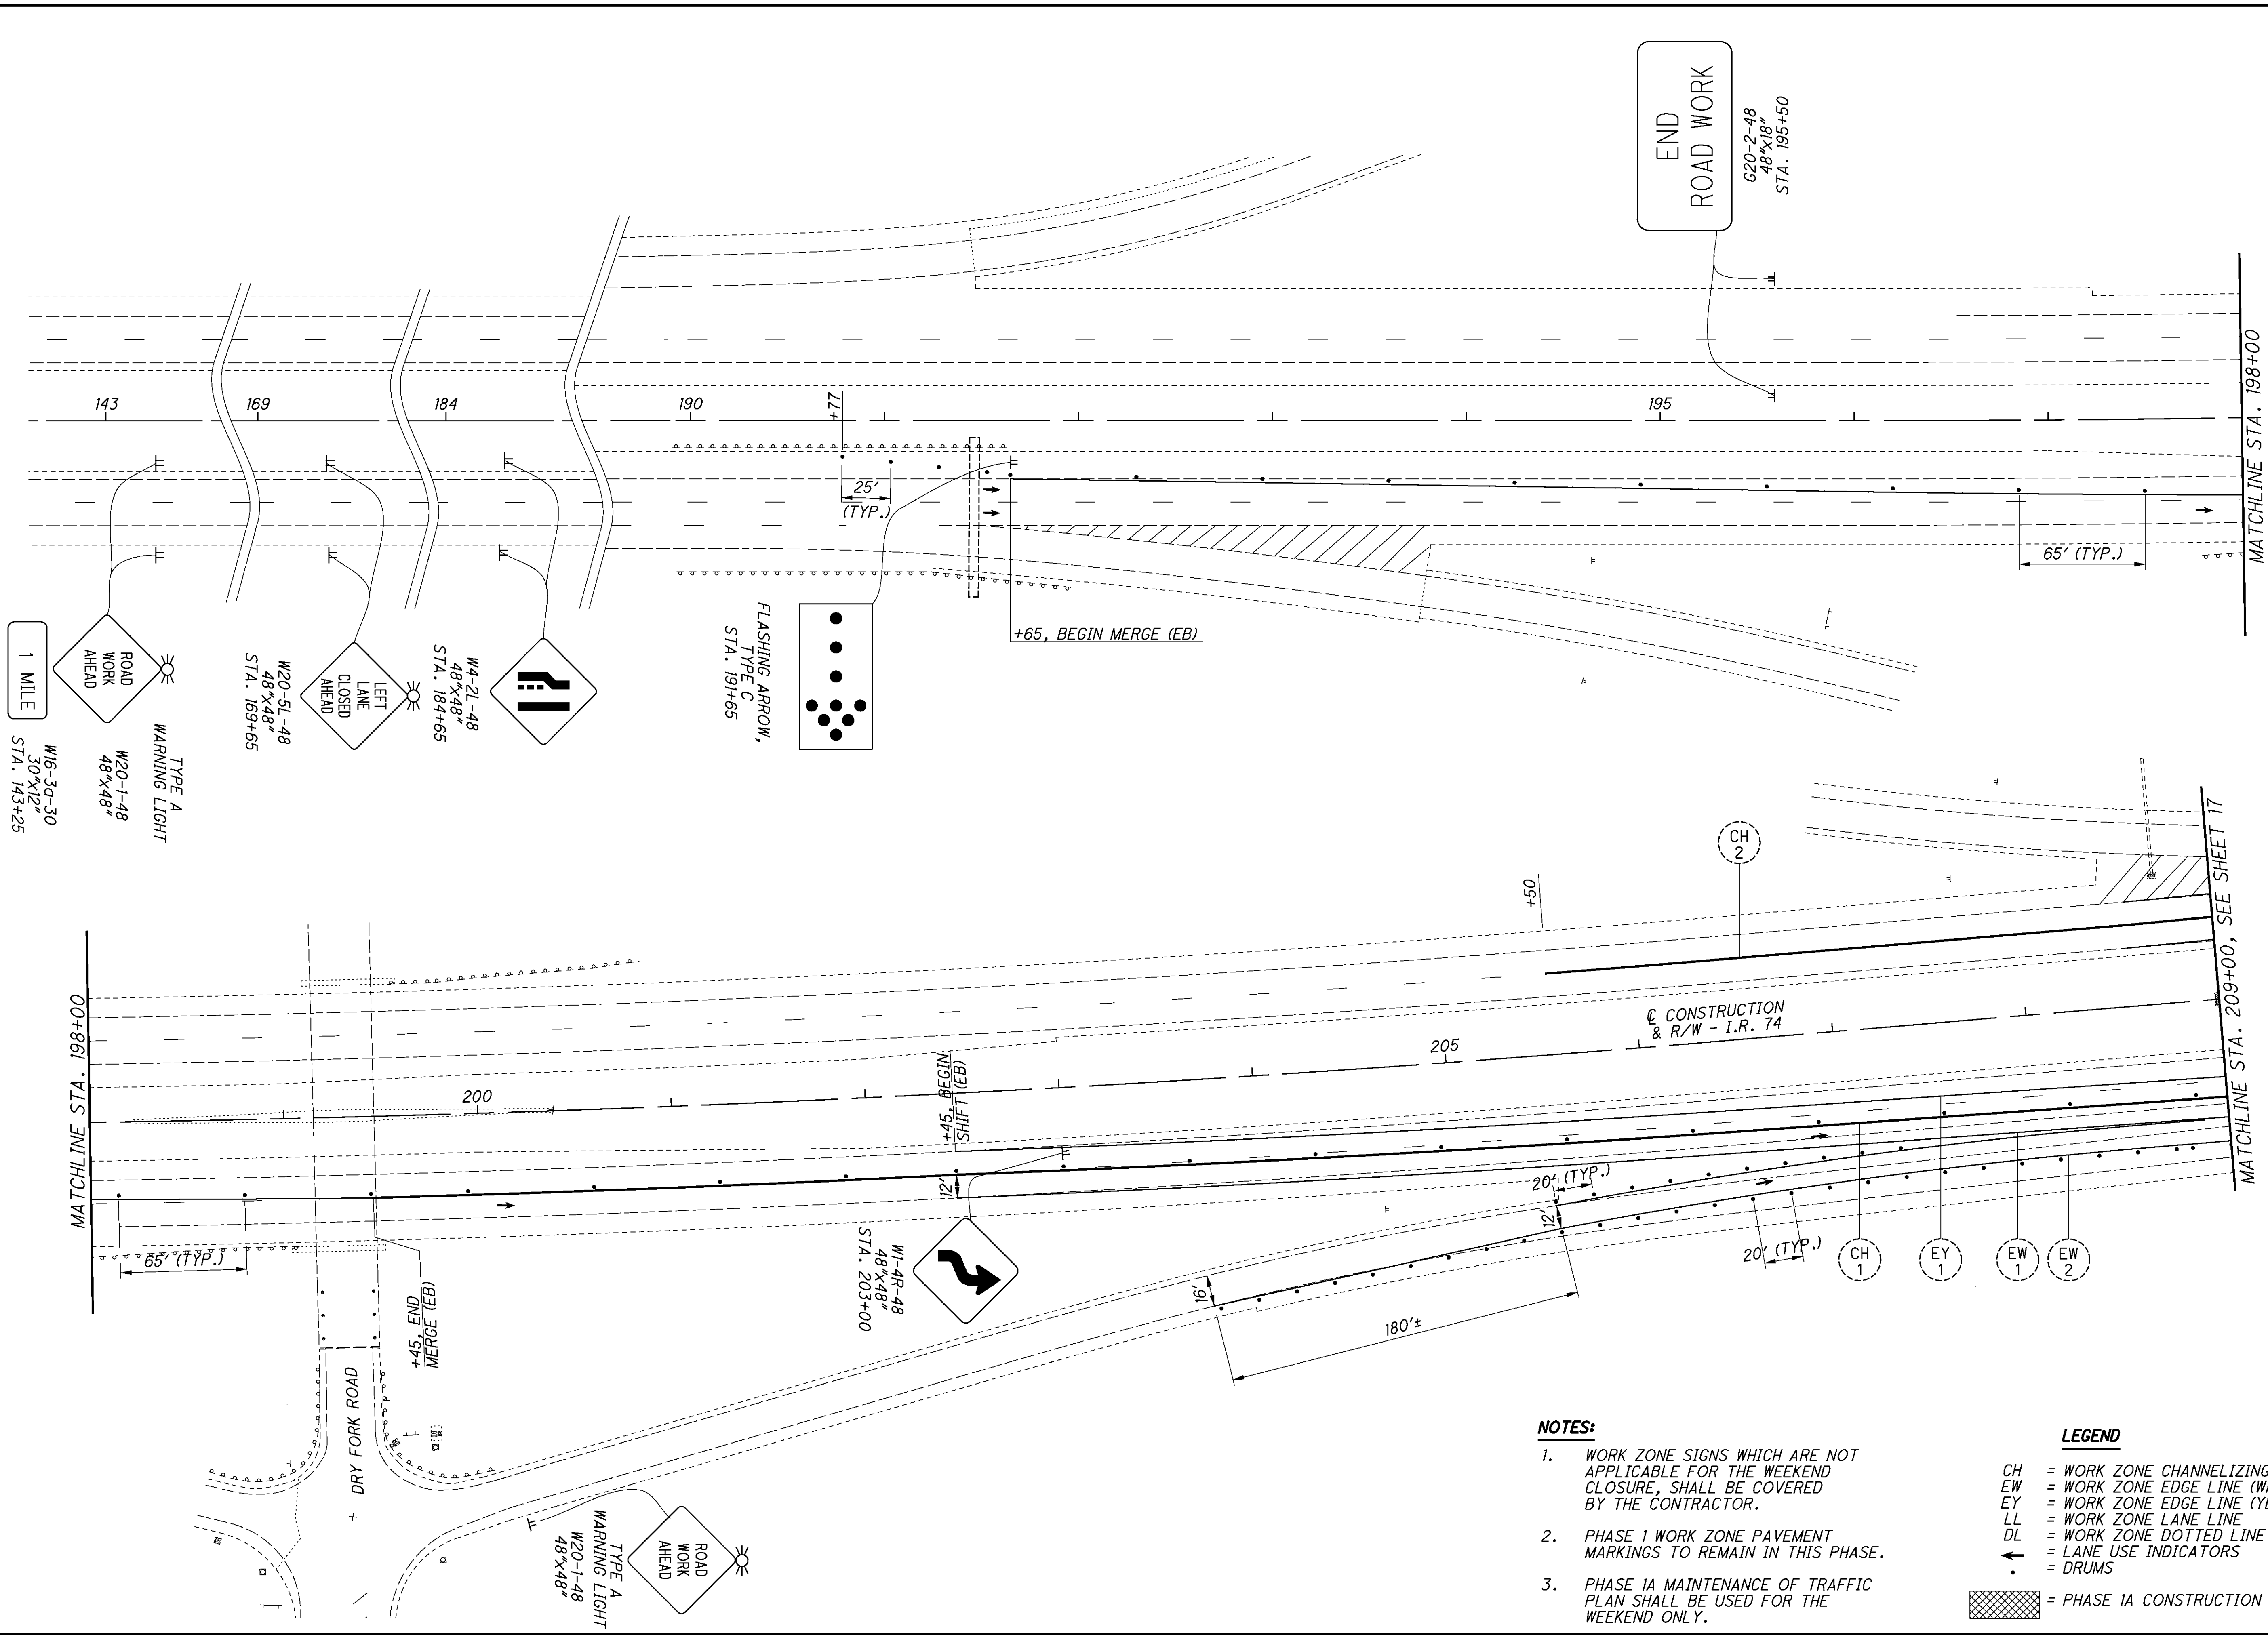 END
ROAD WORK
G20-2-48
48"x18"
STA. 195+50
MATCHLINE STA. 198+00
143
169
184
190
+77
195
25'
(TYP.)
65' (TYP.)
+65, BEGIN MERGE (EB)
FLASHING ARROW,
TYPE C
STA. 191+65
W4-2L-48
48"x48"
STA. 184+65
LEFT
LANE
CLOSED
AHEAD
W20-5L-48
48"x48"
STA. 169+65
ROAD
WORK
AHEAD
1 MILE
TYPE A
WARNING LIGHT
W20-1-48
48"x48"
W16-3a-30
30"x12"
STA. 143+25
CH
2
+50
MATCHLINE STA. 209+00, SEE SHEET 17
MATCHLINE STA. 198+00
℄ CONSTRUCTION
& R/W - I.R. 74
200
205
+45, BEGIN
SHIFT (EB)
12'
65' (TYP.)
20' (TYP.)
12'
20' (TYP.)
CH
1
EY
1
EW
1
EW
2
16'
180'±
W1-4R-48
48"x48"
STA. 203+00
+45, END
MERGE (EB)
DRY FORK ROAD
ROAD
WORK
AHEAD
TYPE A
WARNING LIGHT
W20-1-48
48"x48"
NOTES:
1. WORK ZONE SIGNS WHICH ARE NOT
APPLICABLE FOR THE WEEKEND
CLOSURE, SHALL BE COVERED
BY THE CONTRACTOR.
2. PHASE 1 WORK ZONE PAVEMENT
MARKINGS TO REMAIN IN THIS PHASE.
3. PHASE 1A MAINTENANCE OF TRAFFIC
PLAN SHALL BE USED FOR THE
WEEKEND ONLY.
LEGEND
CH = WORK ZONE CHANNELIZING
EW = WORK ZONE EDGE LINE
EY = WORK ZONE EDGE LINE
LL = WORK ZONE LANE LINE
DL = WORK ZONE DOTTED LINE
= LANE USE INDICATORS
= DRUMS
= PHASE 1A CONSTRUCTION